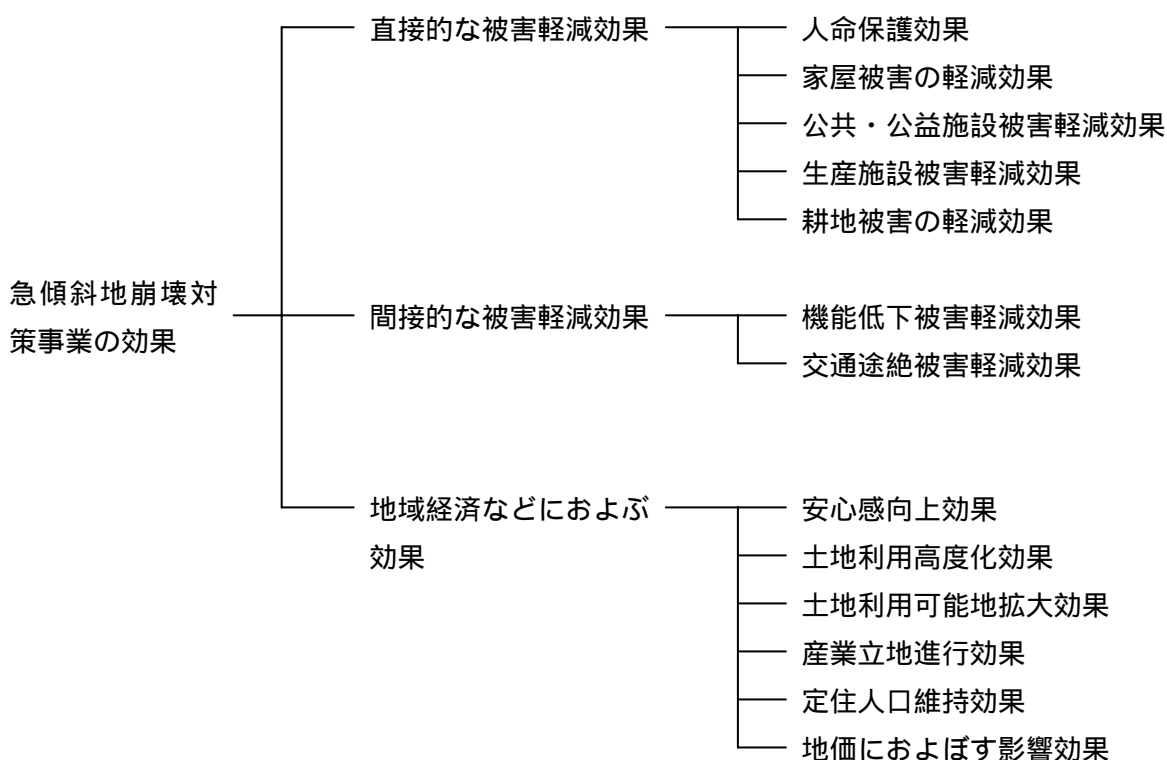 急傾斜地崩壊対
策事業の効果
直接的な被害軽減効果
人命保護効果
家屋被害の軽減効果
公共・公益施設被害軽減効果
生産施設被害軽減効果
耕地被害の軽減効果
間接的な被害軽減効果
機能低下被害軽減効果
交通途絶被害軽減効果
地域経済などにおよぶ
効果
安心感向上効果
土地利用高度化効果
土地利用可能地拡大効果
産業立地進行効果
定住人口維持効果
地価におよぼす影響効果